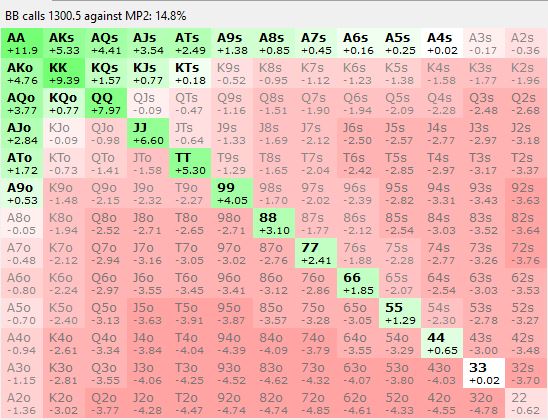 BB calls 1300.5 against MP2: 14.8%
AA AKs AQs AJs ATs A9s A8s A7s A6s A5s A4s A3s A2s
+11.9 +5.33 +4.41 +3.54 +2.49 +1.38 +0.85 +0.45 +0.16 +0.25 +0.02 -0.17 -0.36
AKo KK KQs KJs KTs K9s K8s K7s K6s K5s K4s K3s K2s
+4.76 +9.39 +1.57 +0.77 +0.18 -0.52 -0.95 -1.12 -1.23 -1.38 -1.58 -1.77 -1.96
AQo KQo QQ QJs QTs Q9s Q8s Q7s Q6s Q5s Q4s Q3s Q2s
+3.77 +0.77 +7.97 -0.09 -0.47 -1.16 -1.51 -1.90 -1.94 -2.09 -2.28 -2.48 -2.68
AJo KJo QJo JJ JTs J9s J8s J7s J6s J5s J4s J3s J2s
+2.84 -0.09 -0.98 +6.60 -0.64 -1.33 -1.69 -2.12 -2.50 -2.57 -2.77 -2.97 -3.18
ATo KTo QTo JTo TT T9s T8s T7s T6s T5s T4s T3s T2s
+1.72 -0.73 -1.41 -1.58 +5.30 -1.29 -1.65 -2.04 -2.42 -2.85 -2.97 -3.17 -3.37
A9o K9o Q9o J9o T9o 99 98s 97s 96s 95s 94s 93s 92s
+0.53 -1.48 -2.15 -2.32 -2.27 +4.05 -1.70 -2.02 -2.39 -2.82 -3.31 -3.43 -3.63
A8o K8o Q8o J8o T8o 98o 88 87s 86s 85s 84s 83s 82s
-0.05 -1.94 -2.52 -2.71 -2.65 -2.71 +3.10 -1.77 -2.12 -2.54 -3.03 -3.52 -3.64
A7o K7o Q7o J7o T7o 97o 87o 77 76s 75s 74s 73s 72s
-0.48 -2.12 -2.94 -3.16 -3.05 -3.02 -2.76 +2.41 -1.88 -2.28 -2.77 -3.26 -3.76
A6o K6o Q6o J6o T6o 96o 86o 76o 66 65s 64s 63s 62s
-0.80 -2.24 -2.97 -3.55 -3.45 -3.41 -3.12 -2.86 +1.85 -2.07 -2.54 -3.03 -3.53
A5o K5o Q5o J5o T5o 95o 85o 75o 65o 55 54s 53s 52s
-0.70 -2.40 -3.13 -3.63 -3.91 -3.87 -3.57 -3.28 -3.05 +1.29 -2.30 -2.78 -3.27
A4o K4o Q4o J4o T4o 94o 84o 74o 64o 54o 44 43s 42s
-0.94 -2.61 -3.34 -3.84 -4.04 -4.39 -4.09 -3.79 -3.55 -3.29 +0.65 -3.00 -3.48
A3o K3o Q3o J3o T3o 93o 83o 73o 63o 53o 43o 33 32s
-1.15 -2.81 -3.55 -4.06 -4.25 -4.52 -4.62 -4.32 -4.07 -3.80 -4.03 +0.02 -3.70
A2o K2o Q2o J2o T2o 92o 82o 72o 62o 52o 42o 32o 22
-1.36 -3.02 -3.77 -4.28 -4.47 -4.74 -4.74 -4.85 -4.61 -4.33 -4.55 -4.78 -0.62